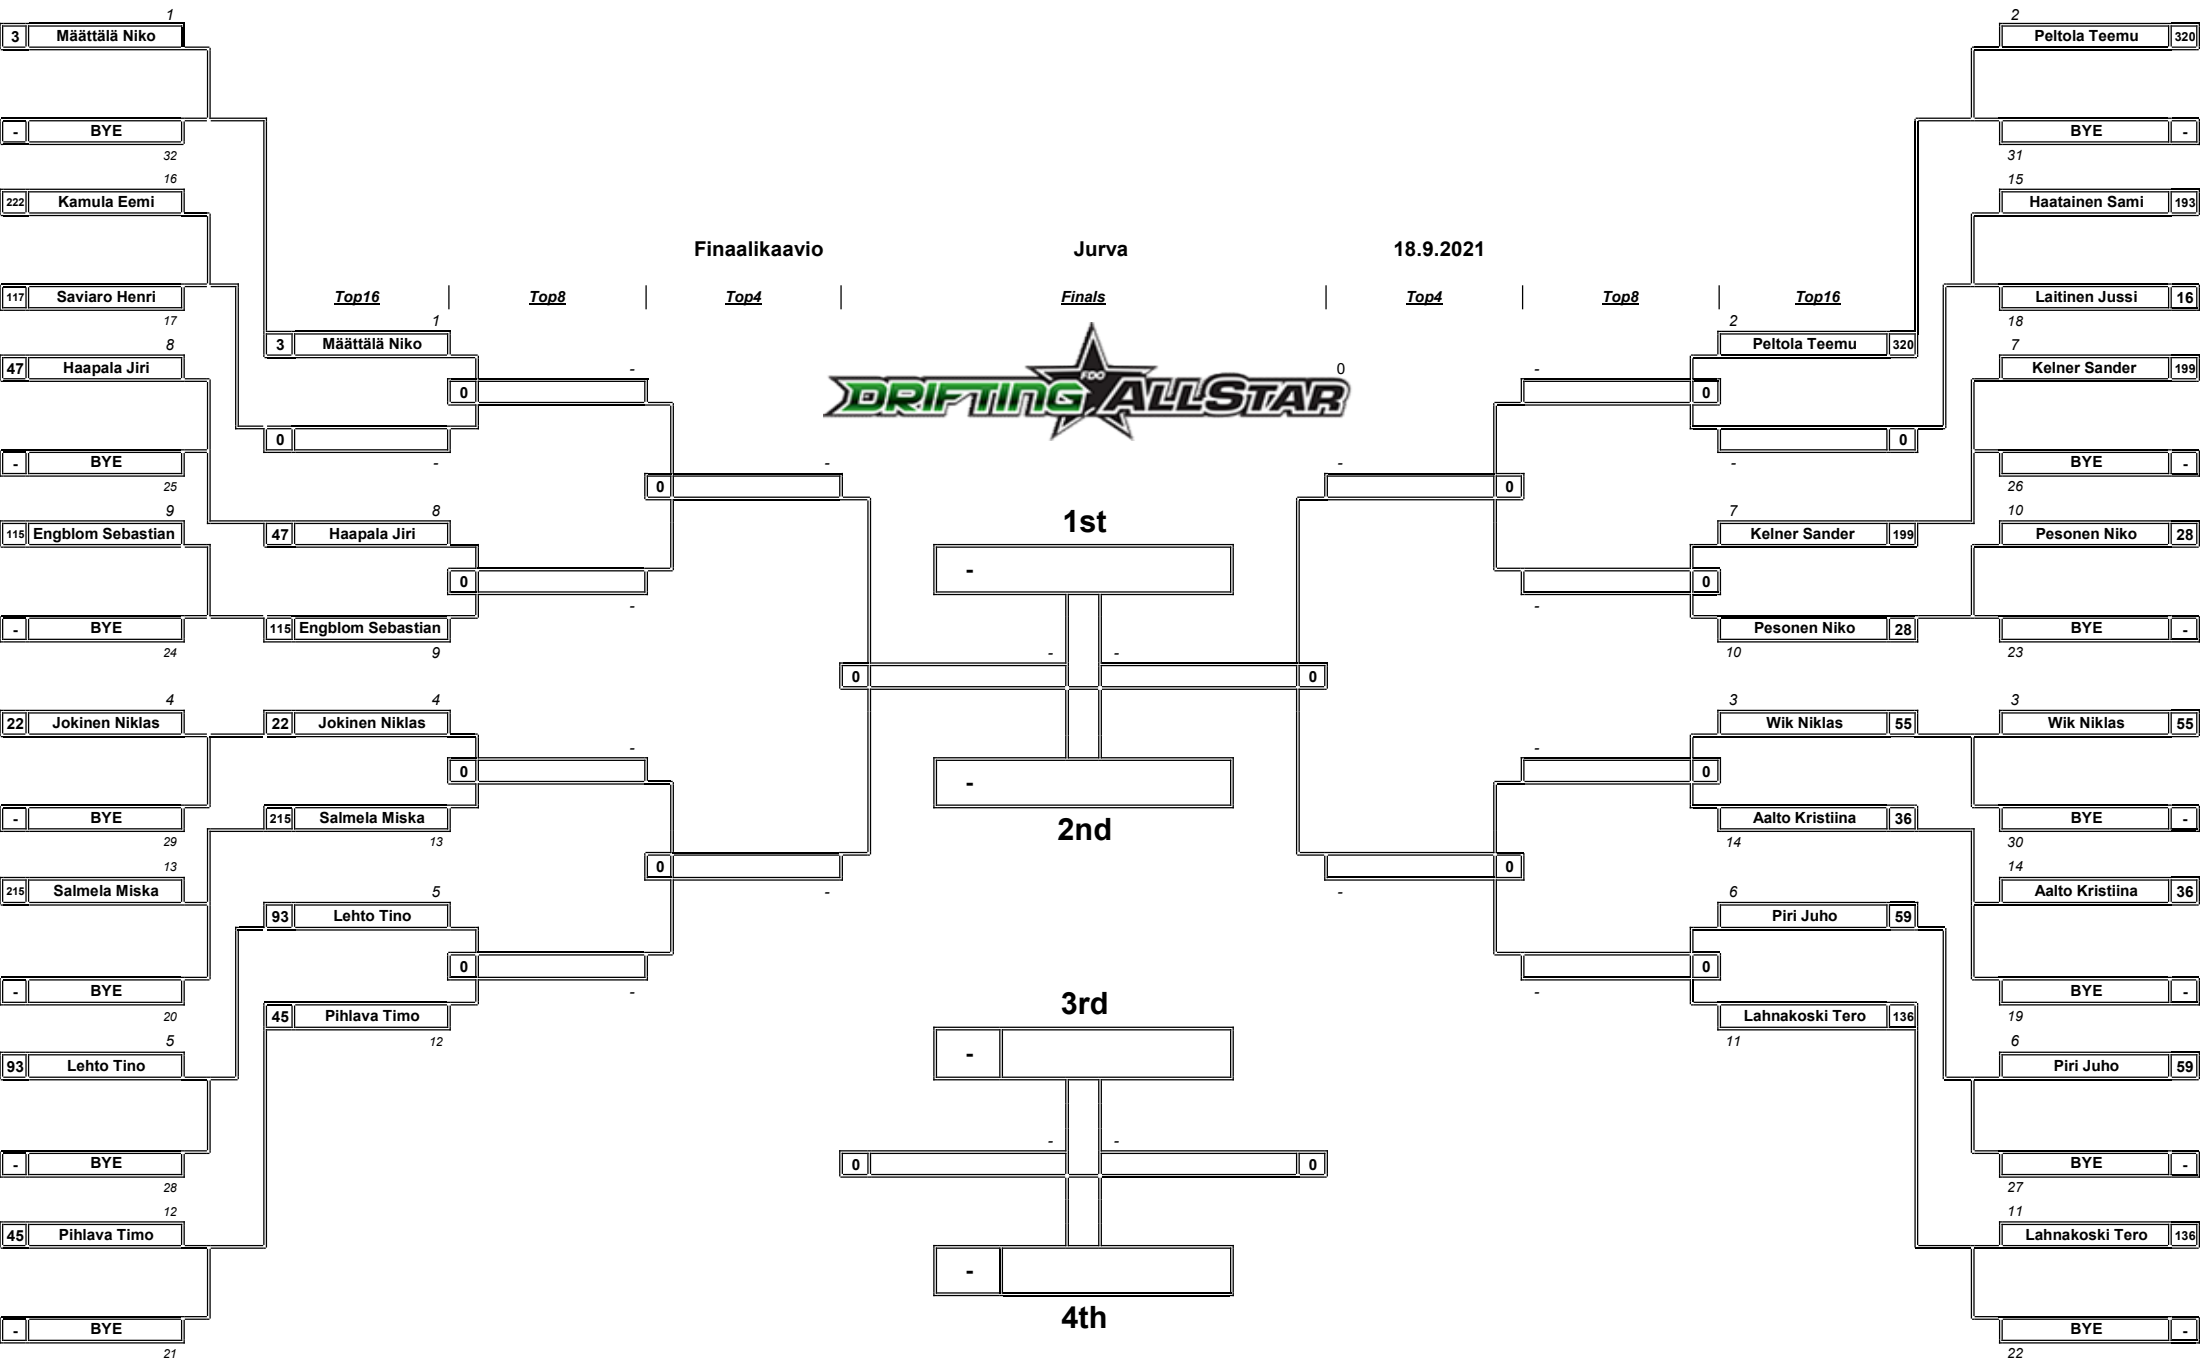 1
3 Määttälä Niko
- BYE
32
16
222 Kamula Eemi
117 Saviaro Henri
17
8
47 Haapala Jiri
- BYE
25
9
115 Engblom Sebastian
- BYE
24
4
22 Jokinen Niklas
- BYE
29
13
215 Salmela Miska
- BYE
20
5
93 Lehto Tino
- BYE
28
12
45 Pihlava Timo
- BYE
21
Finaalikaavio Jurva 18.9.2021
Top16 Top8 Top4 Finals Top4 Top8 Top16
1
3 Määttälä Niko
0
-
8
47 Haapala Jiri
115 Engblom Sebastian
9
4
22 Jokinen Niklas
215 Salmela Miska
13
5
93 Lehto Tino
45 Pihlava Timo
12
-
0
0
-
-
0
0
-
-
0
0
-
FDO
DRIFTING ALLSTAR
0
1st
-
- -
0 0
-
2nd
3rd
-
- -
0 0
-
4th
-
0
0
-
-
0
0
-
-
0
0
-
2
Peltola Teemu 320
0
-
7
Kelner Sander 199
Pesonen Niko 28
10
3
Wik Niklas 55
Aalto Kristiina 36
14
6
Piri Juho 59
Lahnakoski Tero 136
11
2
Peltola Teemu 320
BYE -
31
15
Haatainen Sami 193
Laitinen Jussi 16
18
7
Kelner Sander 199
BYE -
26
10
Pesonen Niko 28
BYE -
23
3
Wik Niklas 55
BYE -
30
14
Aalto Kristiina 36
BYE -
19
6
Piri Juho 59
BYE -
27
11
Lahnakoski Tero 136
BYE -
22